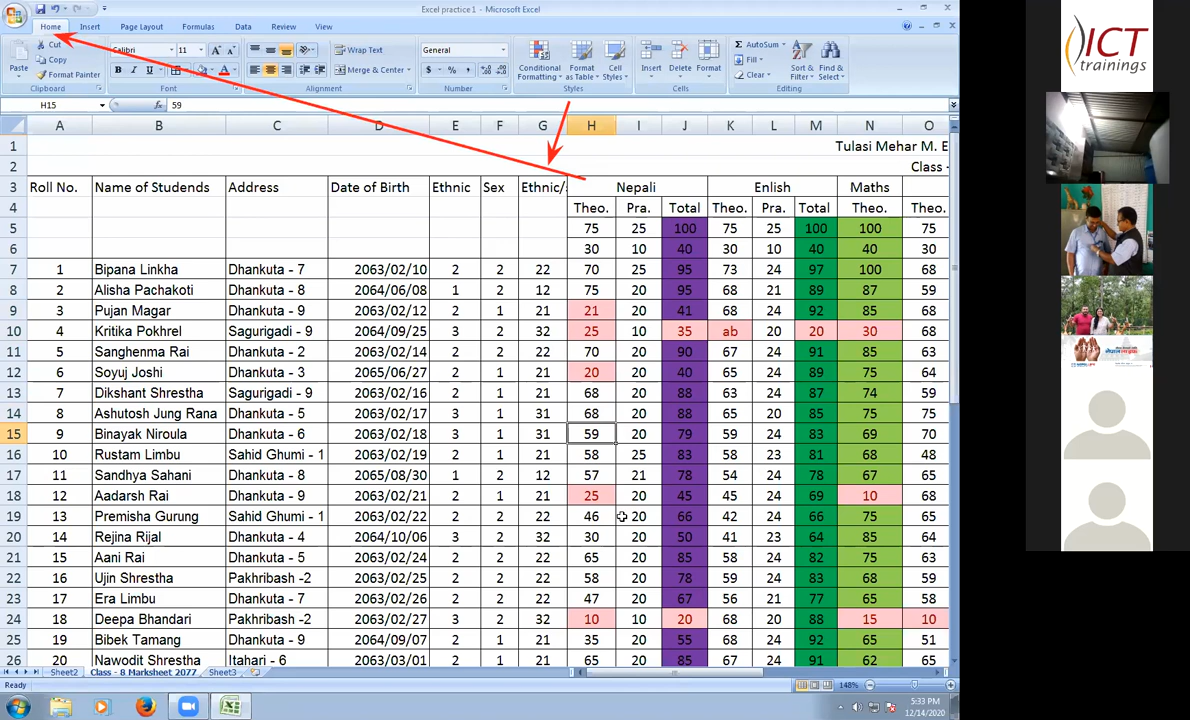 Excel practice 1 - Microsoft Excel
Home Insert Page Layout Formulas Data Review View
Paste Cut Copy Format Painter Clipboard
Calibri 11 B I U A Font
Wrap Text Merge & Center Alignment
General $ % , Number
Conditional Formatting Format as Table Cell Styles Styles
Insert Delete Format Cells
Σ AutoSum Fill Clear Sort & Filter Find & Select Editing
H15 fx 59
A B C D E F G H I J K L M N O
1 Tulasi Mehar M. E
2 Class -
3 Roll No. Name of Studends Address Date of Birth Ethnic Sex Ethnic/ Nepali Enlish Maths
4 Theo. Pra. Total Theo. Pra. Total Theo. Theo.
5 75 25 100 75 25 100 100 75
6 30 10 40 30 10 40 40 30
7 1 Bipana Linkha Dhankuta - 7 2063/02/10 2 2 22 70 25 95 73 24 97 100 68
8 2 Alisha Pachakoti Dhankuta - 8 2064/06/08 1 2 12 75 20 95 68 21 89 87 59
9 3 Pujan Magar Dhankuta - 9 2063/02/12 2 1 21 21 20 41 68 24 92 85 68
10 4 Kritika Pokhrel Sagurigadi - 9 2064/09/25 3 2 32 25 10 35 ab 20 20 30 68
11 5 Sanghenma Rai Dhankuta - 2 2063/02/14 2 2 22 70 20 90 67 24 91 85 63
12 6 Soyuj Joshi Dhankuta - 3 2065/06/27 2 1 21 20 20 40 65 24 89 75 64
13 7 Dikshant Shrestha Sagurigadi - 9 2063/02/16 2 1 21 68 20 88 63 24 87 74 59
14 8 Ashutosh Jung Rana Dhankuta - 5 2063/02/17 3 1 31 68 20 88 65 20 85 75 75
15 9 Binayak Niroula Dhankuta - 6 2063/02/18 3 1 31 59 20 79 59 24 83 69 70
16 10 Rustam Limbu Sahid Ghumi - 1 2063/02/19 2 1 21 58 25 83 58 23 81 68 48
17 11 Sandhya Sahani Dhankuta - 8 2065/08/30 1 2 12 57 21 78 54 24 78 67 65
18 12 Aadarsh Rai Dhankuta - 9 2063/02/21 2 1 21 25 20 45 45 24 69 10 68
19 13 Premisha Gurung Sahid Ghumi - 1 2063/02/22 2 2 22 46 20 66 42 24 66 75 65
20 14 Rejina Rijal Dhankuta - 4 2064/10/06 3 2 32 30 20 50 41 23 64 85 64
21 15 Aani Rai Dhankuta - 5 2063/02/24 2 2 22 65 20 85 58 24 82 75 63
22 16 Ujin Shrestha Pakhribash -2 2063/02/25 2 2 22 58 20 78 59 24 83 68 59
23 17 Era Limbu Dhankuta - 7 2063/02/26 2 2 22 47 20 67 56 21 77 65 58
24 18 Deepa Bhandari Pakhribash -2 2063/02/27 3 2 32 10 10 20 68 20 88 15 10
25 19 Bibek Tamang Dhankuta - 9 2064/09/07 2 1 21 35 20 55 68 24 92 65 51
26 20 Nawodit Shrestha Itahari - 6 2063/03/01 2 1 21 65 20 85 67 24 91 62 65
Sheet2 Class - 8 Marksheet 2077 Sheet3
Ready 148%
5:33 PM
12/14/2020
ICT
trainings